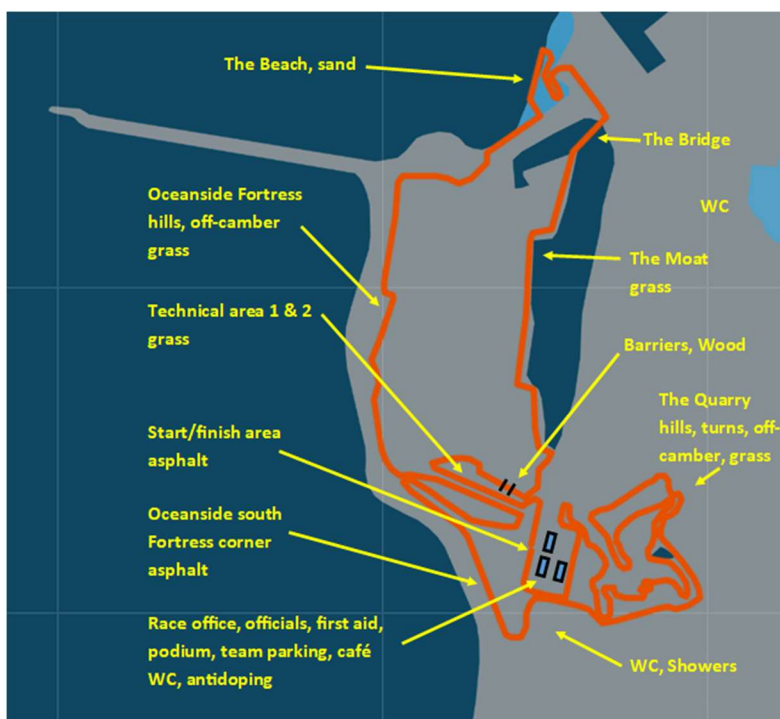 The Beach, sand
The Bridge
Oceanside Fortress
hills, off-camber
grass
WC
The Moat
grass
Technical area 1 & 2
grass
Barriers, Wood
The Quarry
hills, turns, off-
camber, grass
Start/finish area
asphalt
Oceanside south
Fortress corner
asphalt
Race office, officials, first aid,
podium, team parking, café
WC, antidoping
WC, Showers